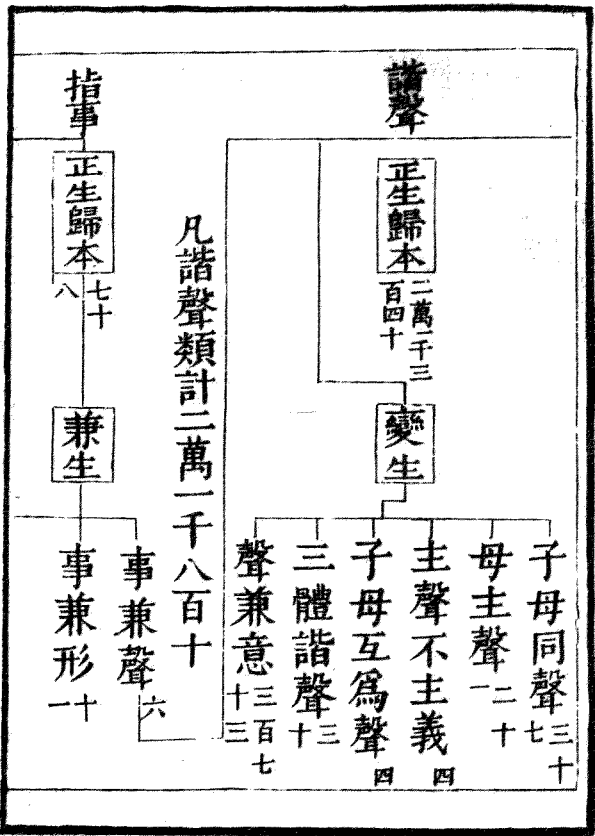 諧聲
正生歸本
二萬一千三
百四十
變生
子母同聲
三十
七
母主聲
二十
一
主聲不主義
四
子母互爲聲
四
三體諧聲
三
十
聲兼意
三百七
十三
凡諧聲類計二萬一千八百十
指事
正生歸本
七十
八
兼生
事兼聲
六
事兼形
十
一